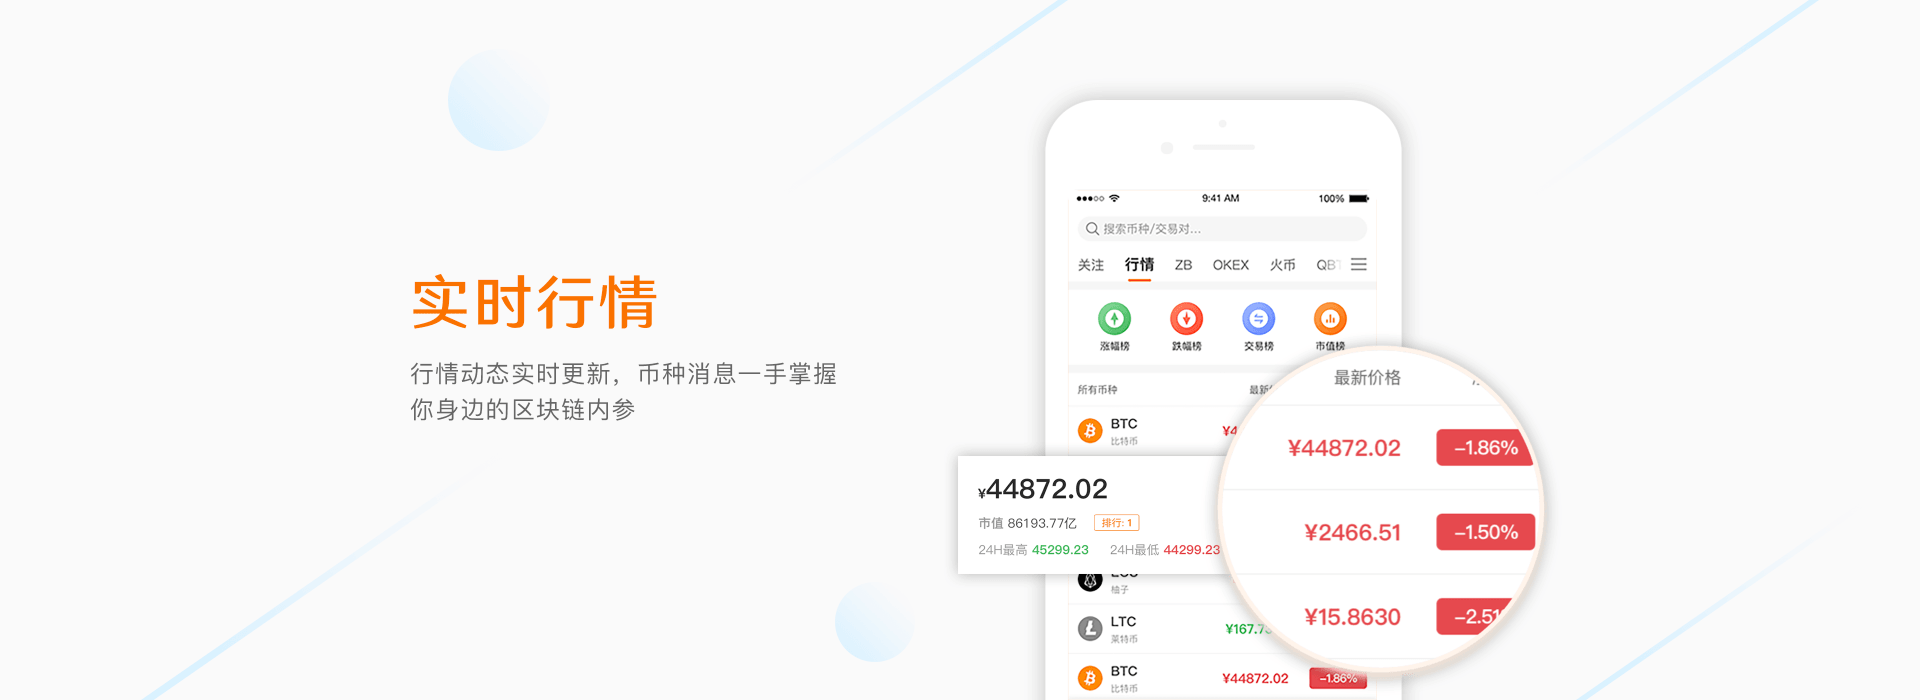 实时行情
行情动态实时更新，币种消息一手掌握
你身边的区块链内参
9:41 AM
100%
搜索币种/交易对...
关注 行情 ZB OKEX 火币 QBT
涨幅榜 跌幅榜 交易榜 市值榜
所有币种 最新
BTC
比特币
¥4
¥44872.02
市值 86193.77亿 排行: 1
24H最高 45299.23 24H最低 44299.23
最新价格
¥44872.02 -1.86%
¥2466.51 -1.50%
¥15.8630 -2.51
柚子
LTC
莱特币
¥167.7
BTC
比特币
¥44872.02 -1.86%